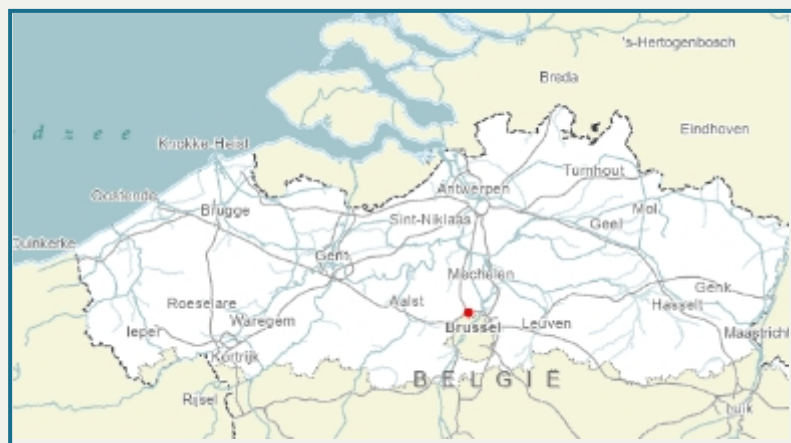 's-Hertogenbosch
Breda
d z e e
Eindhoven
Knokke-Heist
Turnhout
Antwerpen
Oostende
Mol
Brugge
Sint-Niklaas
Geel
Duinkerke
Gent
Mechelen
Genk
Roeselare
Aalst
Hasselt
Waregem
Ieper
Brussel
Leuven
Maastricht
Kortrijk
BELGIË
Rijsel
Luik